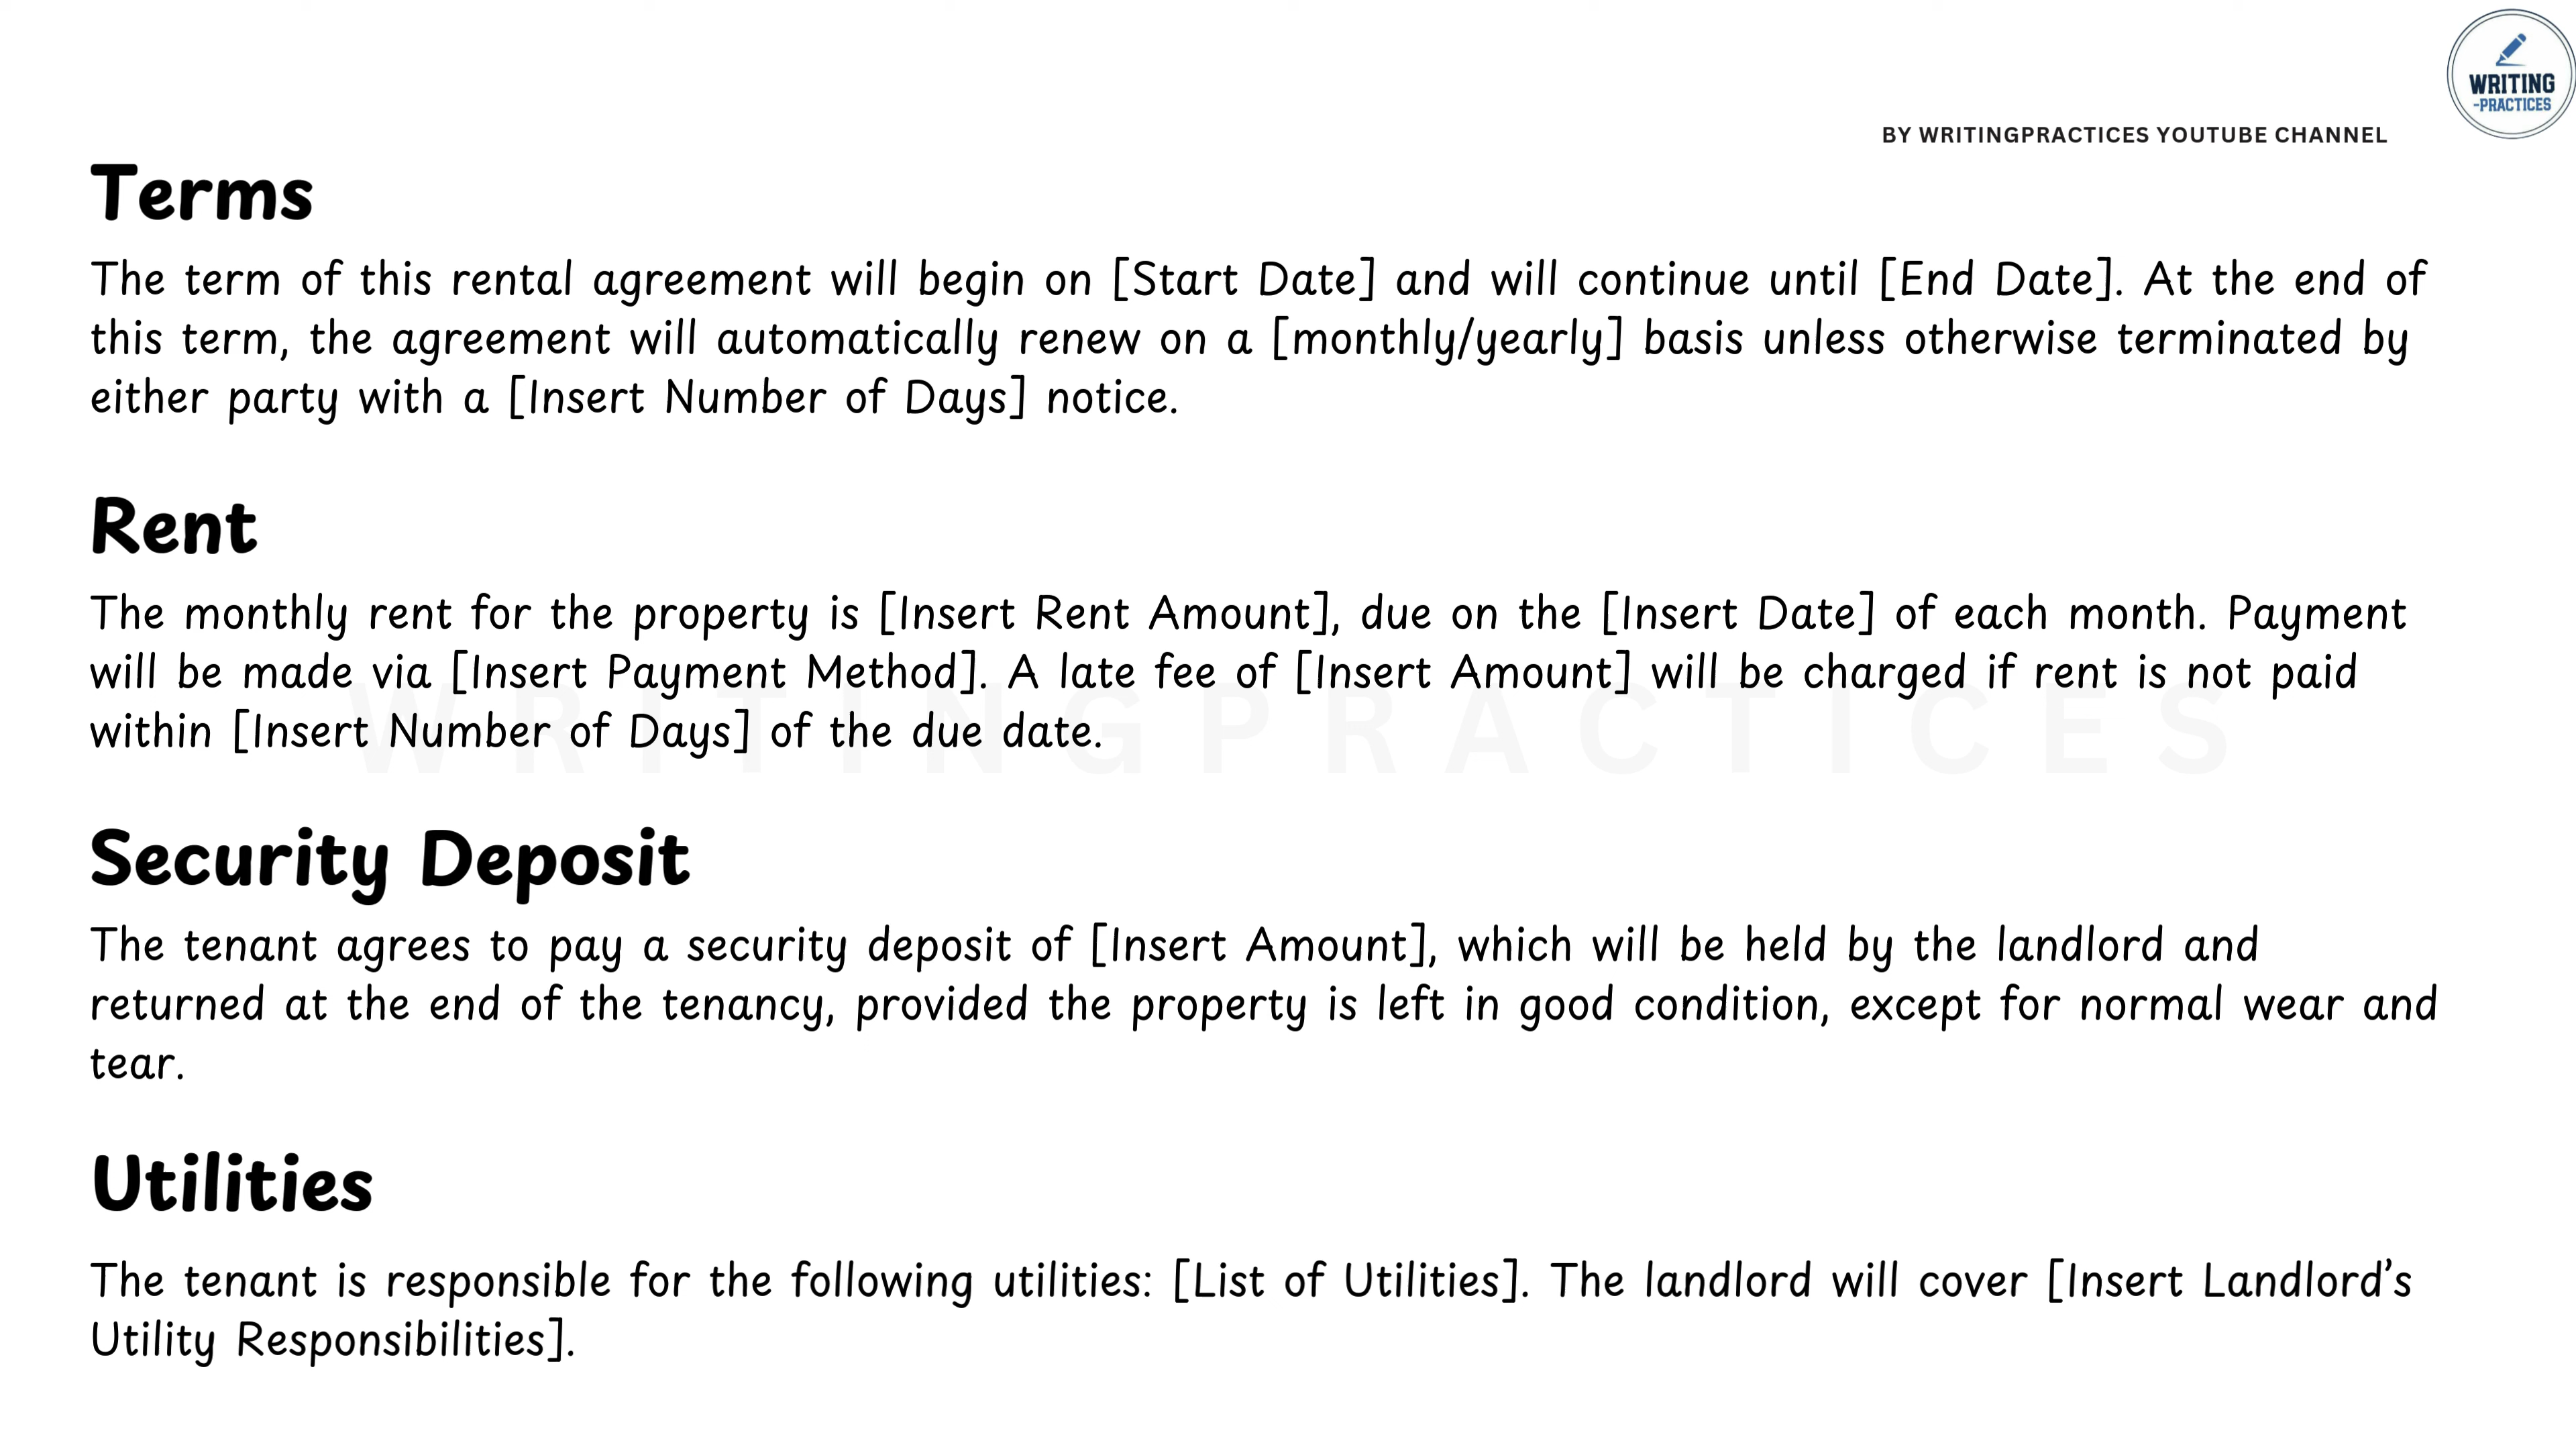 WRITING
-PRACTICES
BY WRITINGPRACTICES YOUTUBE CHANNEL
Terms
The term of this rental agreement will begin on [Start Date] and will continue until [End Date]. At the end of
this term, the agreement will automatically renew on a [monthly/yearly] basis unless otherwise terminated by
either party with a [Insert Number of Days] notice.
Rent
The monthly rent for the property is [Insert Rent Amount], due on the [Insert Date] of each month. Payment
will be made via [Insert Payment Method]. A late fee of [Insert Amount] will be charged if rent is not paid
within [Insert Number of Days] of the due date.
WRITINGPRACTICES
Security Deposit
The tenant agrees to pay a security deposit of [Insert Amount], which will be held by the landlord and
returned at the end of the tenancy, provided the property is left in good condition, except for normal wear and
tear.
Utilities
The tenant is responsible for the following utilities: [List of Utilities]. The landlord will cover [Insert Landlord’s
Utility Responsibilities].